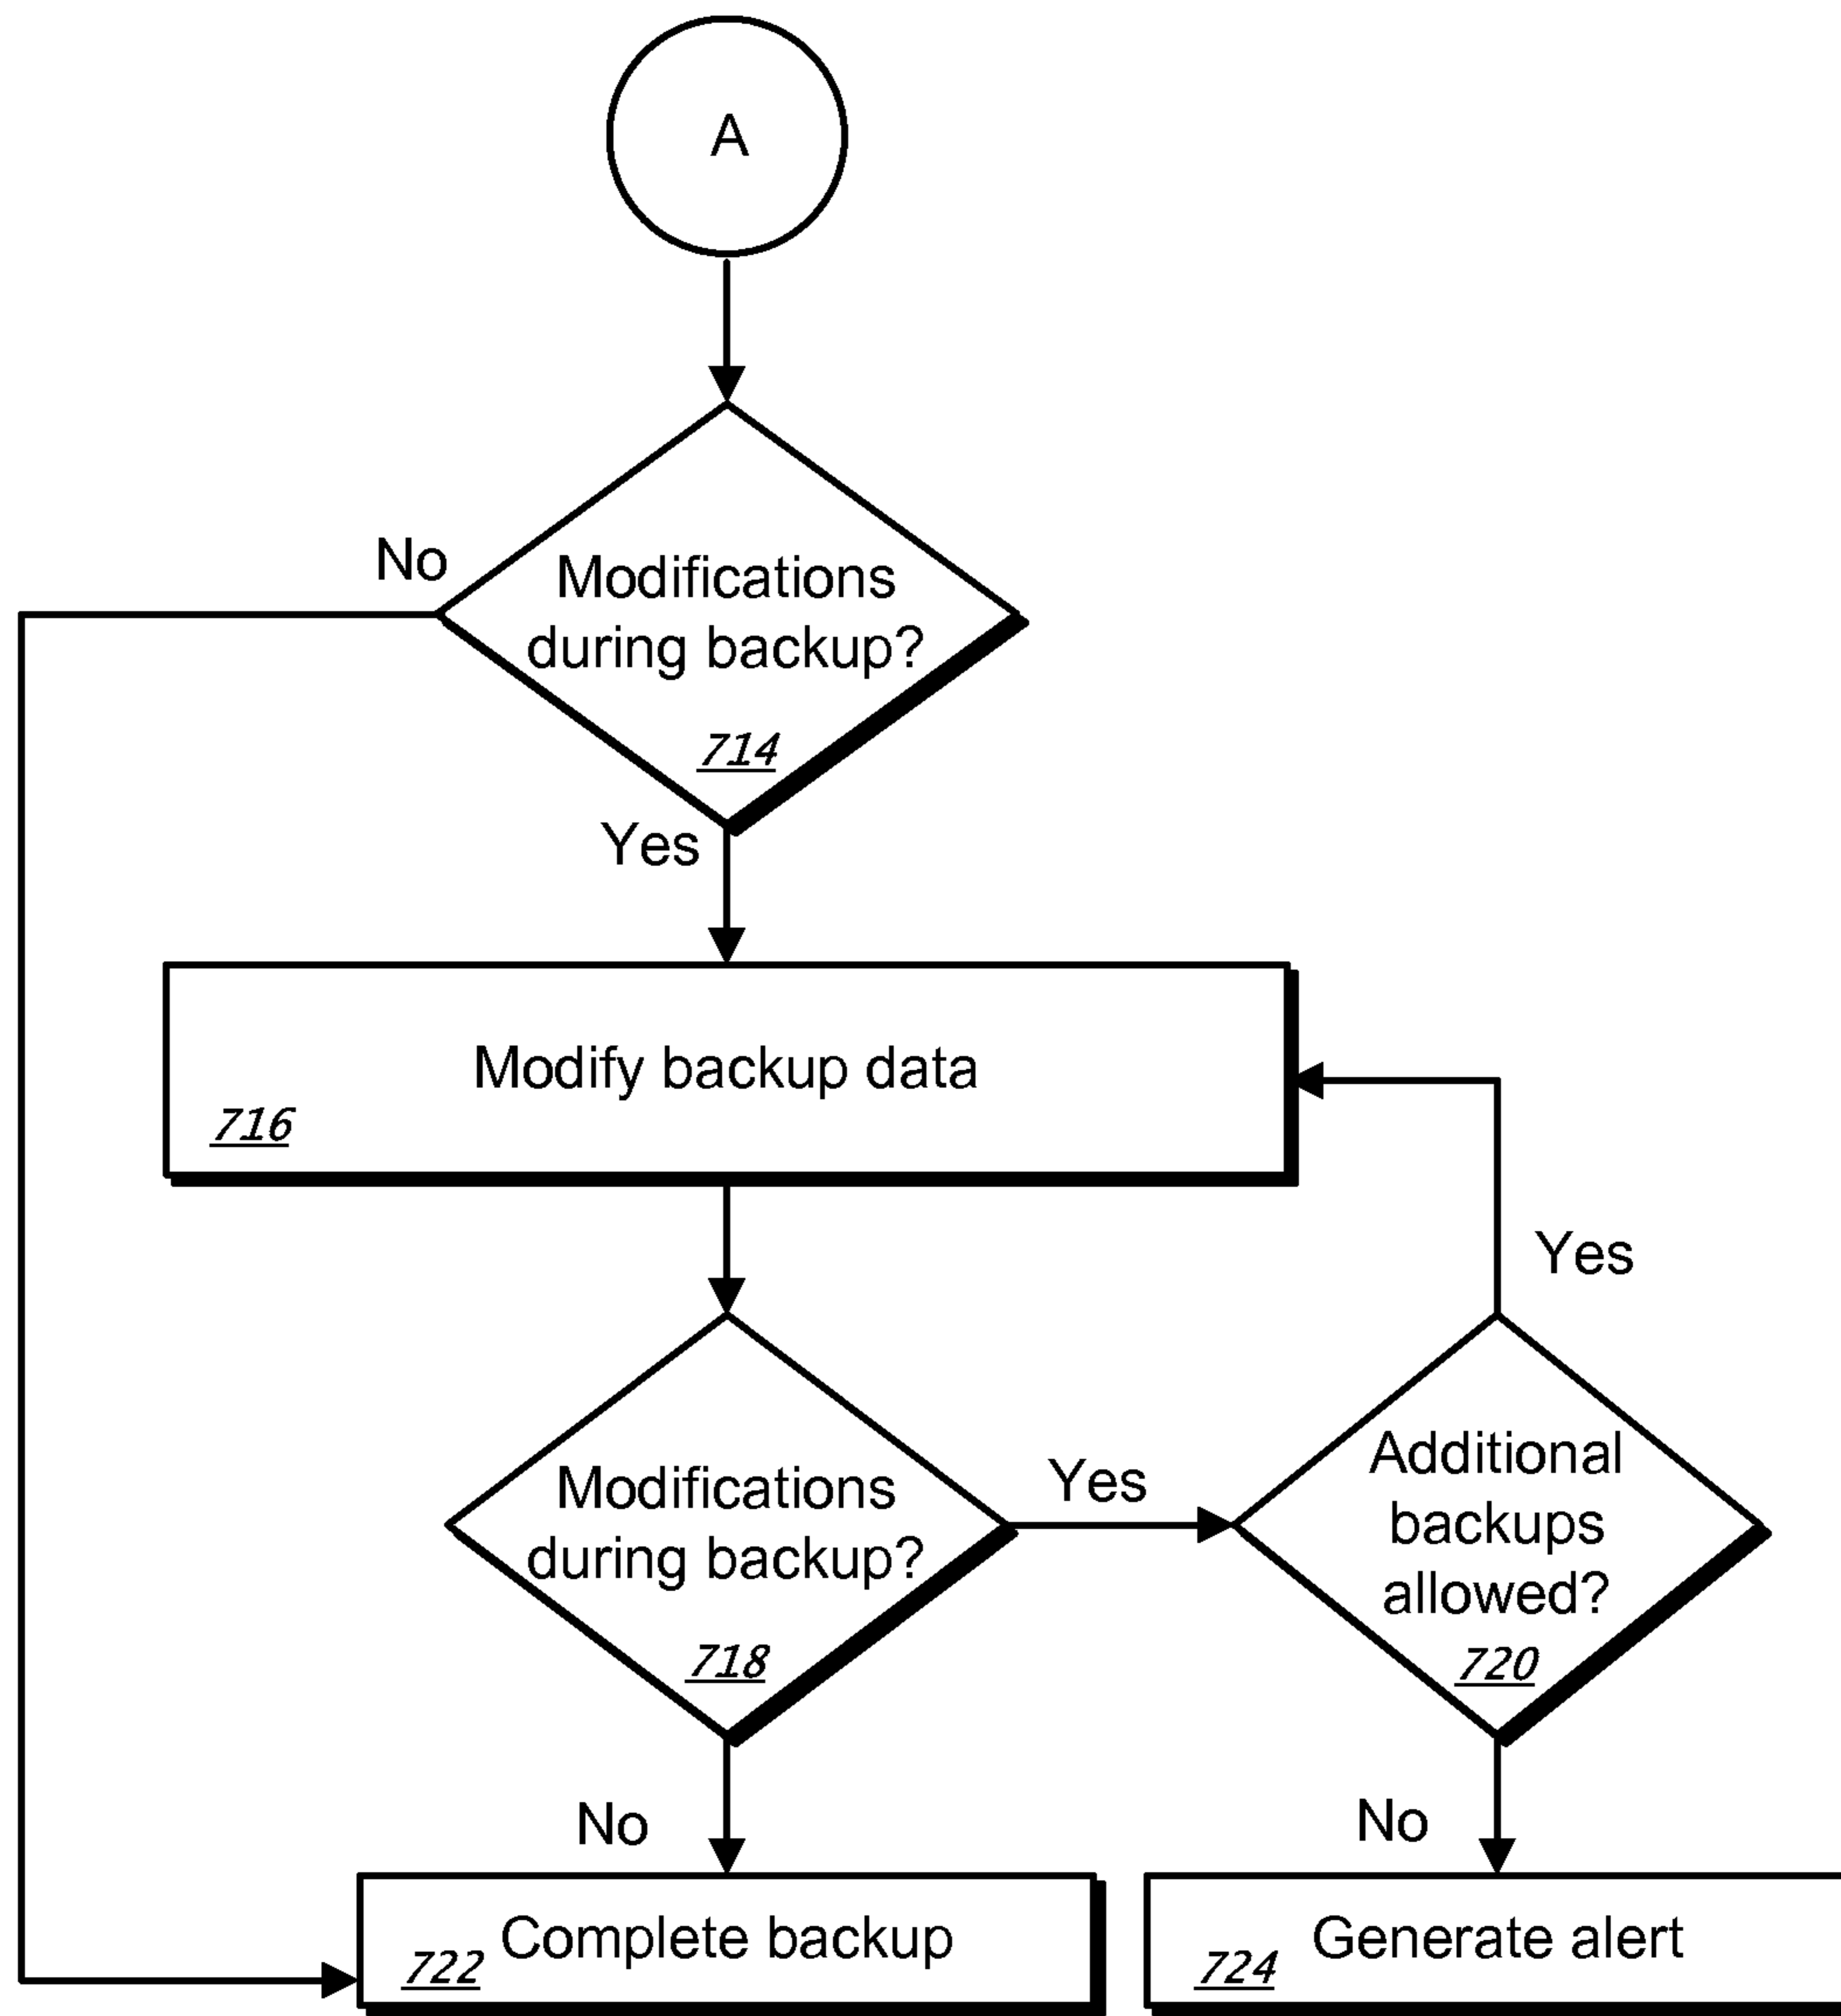 A
No
Modifications
during backup?
714
Yes
Modify backup data
716
Yes
Modifications
during backup?
718
Yes
Additional
backups
allowed?
720
No
No
Complete backup
722
Generate alert
724